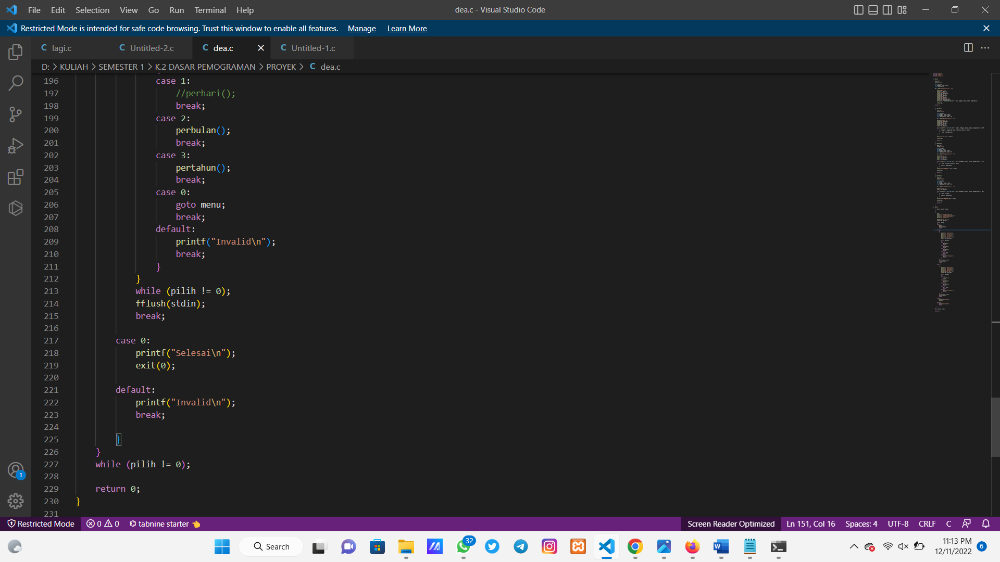 File Edit Selection View Go Run Terminal Help
dea.c - Visual Studio Code
Restricted Mode is intended for safe code browsing. Trust this window to enable all features. Manage Learn More
C lagi.c C Untitled-2.c C dea.c C Untitled-1.c
D: > KULIAH > SEMESTER 1 > K.2 DASAR PEMOGRAMAN > PROYEK > C dea.c
196 case 1:
197 //perhari();
198 break;
199 case 2:
200 perbulan();
201 break;
202 case 3:
203 pertahun();
204 break;
205 case 0:
206 goto menu;
207 break;
208 default:
209 printf("Invalid\n");
210 break;
211 }
212 }
213 while (pilih != 0);
214 fflush(stdin);
215 break;
216
217 case 0:
218 printf("Selesai\n");
219 exit(0);
220
221 default:
222 printf("Invalid\n");
223 break;
224
225 }
226 }
227 while (pilih != 0);
228
229 return 0;
230 }
231
1
Restricted Mode 0 0 tabnine starter Screen Reader Optimized Ln 151, Col 16 Spaces: 4 UTF-8 CRLF C
Search 32 11:13 PM 6
12/11/2022